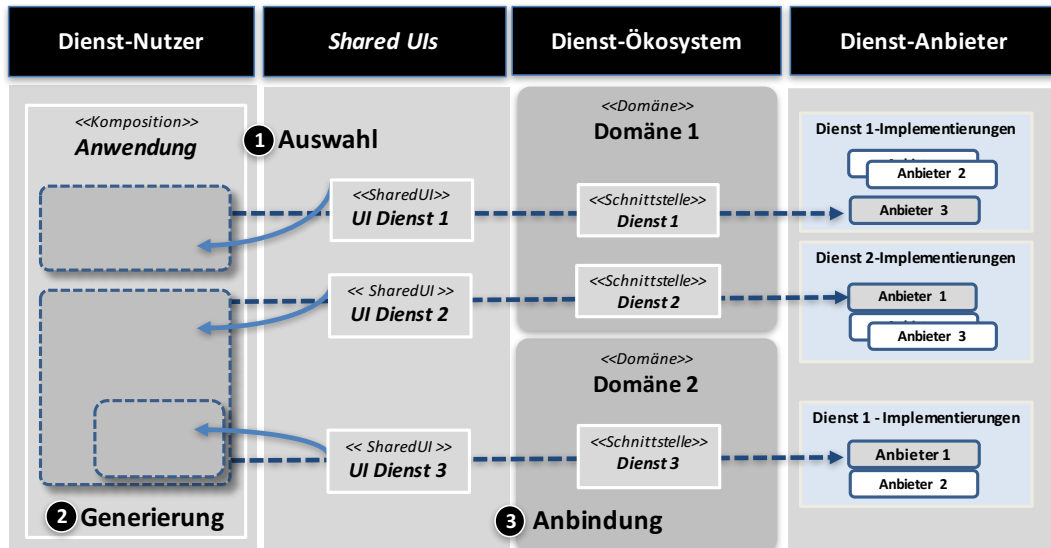 Dienst-Nutzer
Shared UIs
Dienst-Ökosystem
Dienst-Anbieter
<<Komposition>>
Anwendung
1 Auswahl
<<Domäne>>
Domäne 1
Dienst 1-Implementierungen
Anbieter 2
Anbieter 3
<<SharedUI>>
UI Dienst 1
<<Schnittstelle>>
Dienst 1
Dienst 2-Implementierungen
Anbieter 1
Anbieter 3
<< SharedUI >>
UI Dienst 2
<<Schnittstelle>>
Dienst 2
<<Domäne>>
Domäne 2
Dienst 1 - Implementierungen
Anbieter 1
Anbieter 2
<< SharedUI >>
UI Dienst 3
<<Schnittstelle>>
Dienst 3
2 Generierung
3 Anbindung